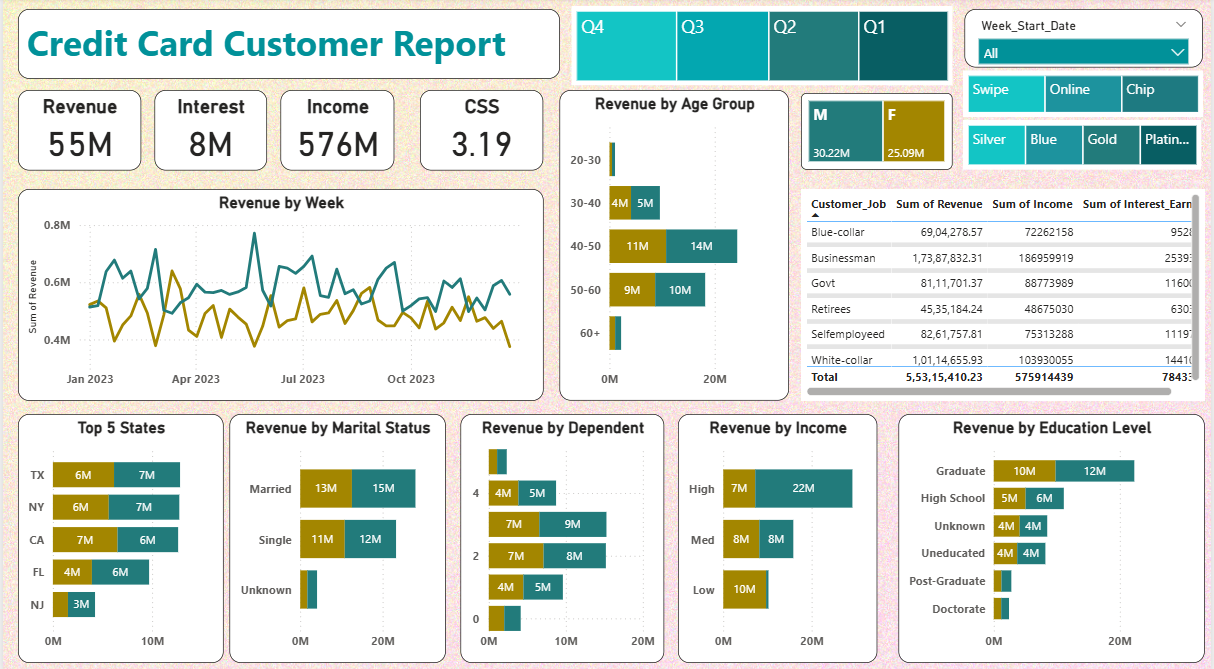 Credit Card Customer Report
Q4 Q3 Q2 Q1
Week_Start_Date
All
Swipe Online Chip
Silver Blue Gold Platin...
Revenue
55M
Interest
8M
Income
576M
CSS
3.19
M
30.22M
F
25.09M
Revenue by Week
Sum of Revenue
0.8M
0.6M
0.4M
Jan 2023 Apr 2023 Jul 2023 Oct 2023
Revenue by Age Group
20-30
30-40 4M 5M
40-50 11M 14M
50-60 9M 10M
60+
0M 20M
Customer_Job Sum of Revenue Sum of Income Sum of Interest_Earn
Blue-collar 69,04,278.57 72262158 9528
Businessman 1,73,87,832.31 186959919 25393
Govt 81,11,701.37 88773989 11600
Retirees 45,35,184.24 48675030 6303
Selfemployeed 82,61,757.81 75313288 11197
White-collar 1,01,14,655.93 103930055 14410
Total 5,53,15,410.23 575914439 78433
Top 5 States
TX 6M 7M
NY 6M 7M
CA 7M 6M
FL 4M 6M
NJ 3M
0M 10M
Revenue by Marital Status
Married 13M 15M
Single 11M 12M
Unknown
0M 20M
Revenue by Dependent
4 4M 5M
7M 9M
2 7M 8M
4M 5M
0
0M 10M 20M
Revenue by Income
High 7M 22M
Med 8M 8M
Low 10M
0M 20M
Revenue by Education Level
Graduate 10M 12M
High School 5M 6M
Unknown 4M 4M
Uneducated 4M 4M
Post-Graduate
Doctorate
0M 20M